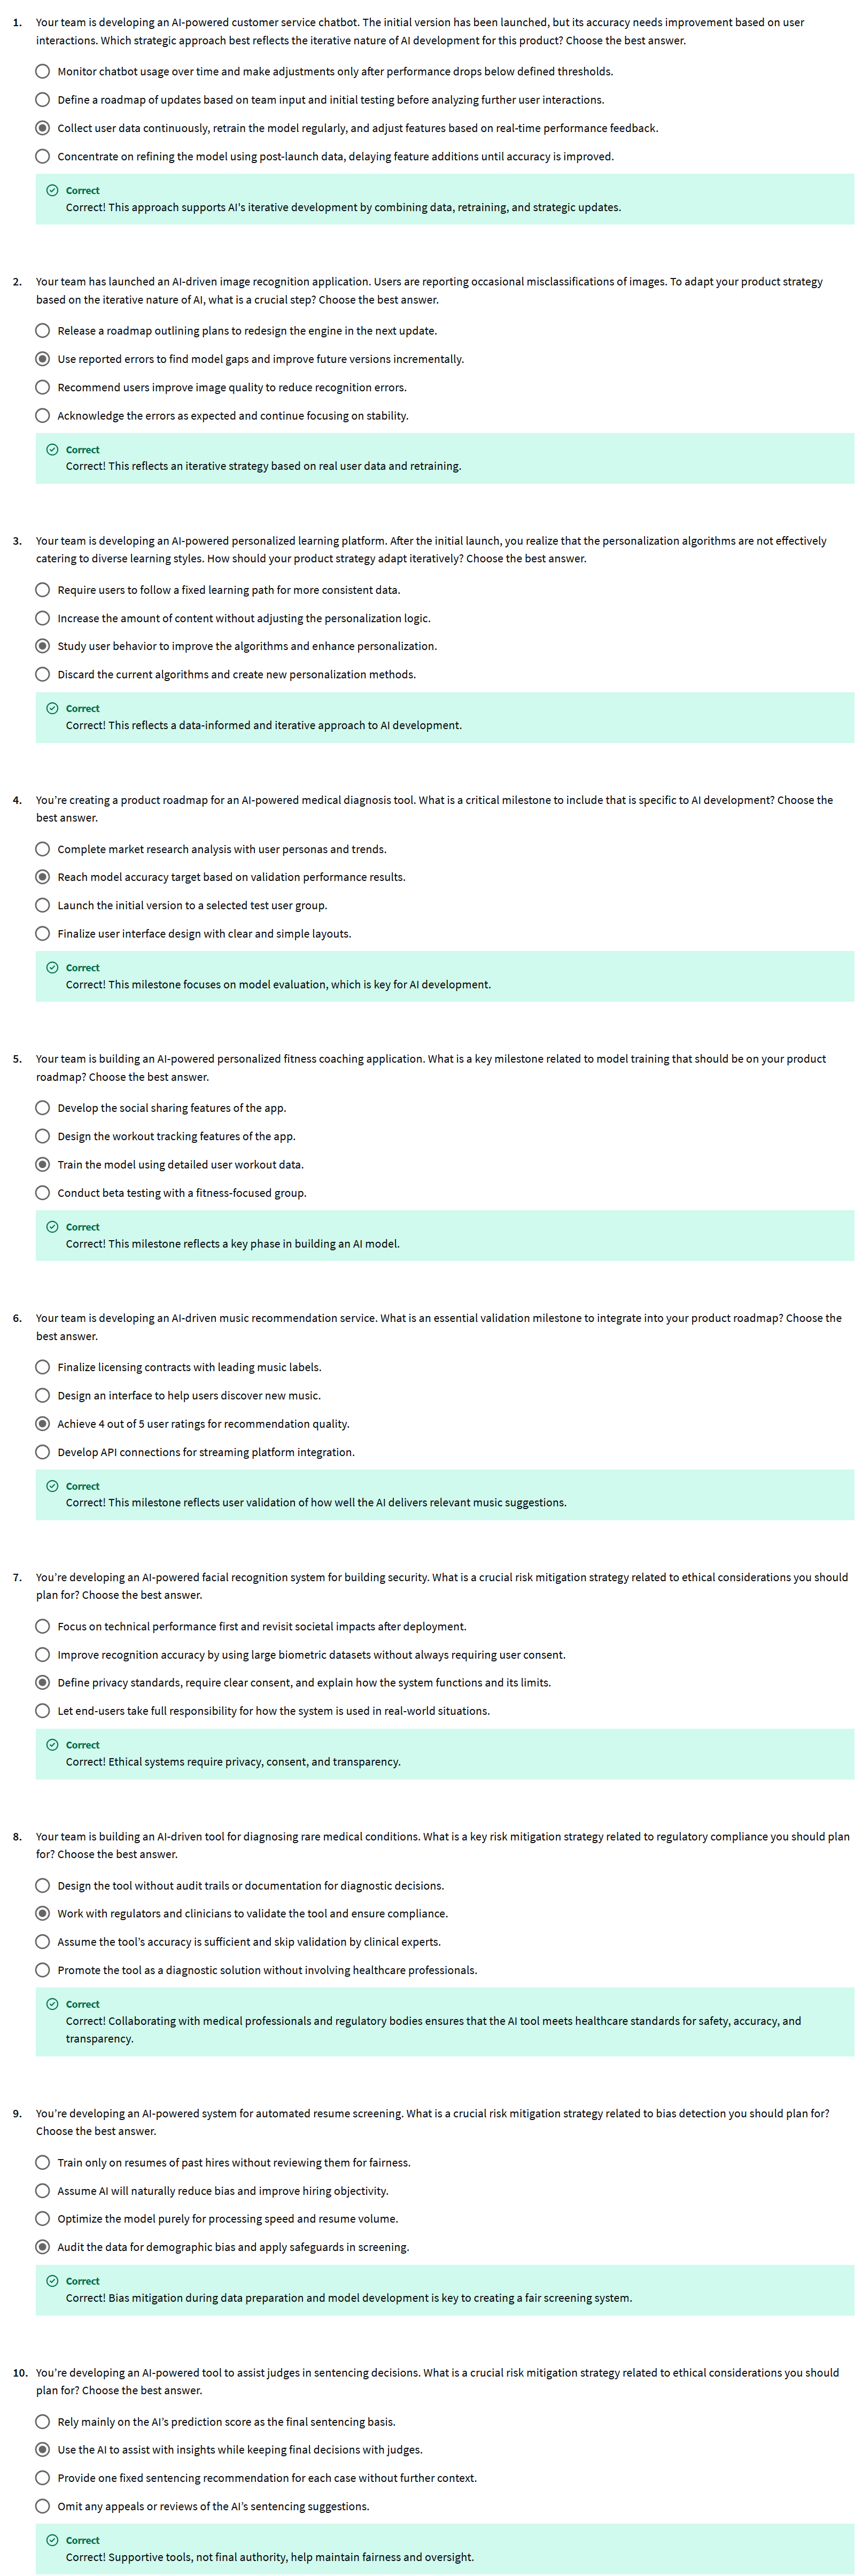 1. Your team is developing an AI-powered customer service chatbot. The initial version has been launched, but its accuracy needs improvement based on user
interactions. Which strategic approach best reflects the iterative nature of AI development for this product? Choose the best answer.
Monitor chatbot usage over time and make adjustments only after performance drops below defined thresholds.
Define a roadmap of updates based on team input and initial testing before analyzing further user interactions.
Collect user data continuously, retrain the model regularly, and adjust features based on real-time performance feedback.
Concentrate on refining the model using post-launch data, delaying feature additions until accuracy is improved.
Correct
Correct! This approach supports AI's iterative development by combining data, retraining, and strategic updates.
2. Your team has launched an AI-driven image recognition application. Users are reporting occasional misclassifications of images. To adapt your product strategy
based on the iterative nature of AI, what is a crucial step? Choose the best answer.
Release a roadmap outlining plans to redesign the engine in the next update.
Use reported errors to find model gaps and improve future versions incrementally.
Recommend users improve image quality to reduce recognition errors.
Acknowledge the errors as expected and continue focusing on stability.
Correct
Correct! This reflects an iterative strategy based on real user data and retraining.
3. Your team is developing an AI-powered personalized learning platform. After the initial launch, you realize that the personalization algorithms are not effectively
catering to diverse learning styles. How should your product strategy adapt iteratively? Choose the best answer.
Require users to follow a fixed learning path for more consistent data.
Increase the amount of content without adjusting the personalization logic.
Study user behavior to improve the algorithms and enhance personalization.
Discard the current algorithms and create new personalization methods.
Correct
Correct! This reflects a data-informed and iterative approach to AI development.
4. You're creating a product roadmap for an AI-powered medical diagnosis tool. What is a critical milestone to include that is specific to AI development? Choose the
best answer.
Complete market research analysis with user personas and trends.
Reach model accuracy target based on validation performance results.
Launch the initial version to a selected test user group.
Finalize user interface design with clear and simple layouts.
Correct
Correct! This milestone focuses on model evaluation, which is key for AI development.
5. Your team is building an AI-powered personalized fitness coaching application. What is a key milestone related to model training that should be on your product
roadmap? Choose the best answer.
Develop the social sharing features of the app.
Design the workout tracking features of the app.
Train the model using detailed user workout data.
Conduct beta testing with a fitness-focused group.
Correct
Correct! This milestone reflects a key phase in building an AI model.
6. Your team is developing an AI-driven music recommendation service. What is an essential validation milestone to integrate into your product roadmap? Choose the
best answer.
Finalize licensing contracts with leading music labels.
Design an interface to help users discover new music.
Achieve 4 out of 5 user ratings for recommendation quality.
Develop API connections for streaming platform integration.
Correct
Correct! This milestone reflects user validation of how well the AI delivers relevant music suggestions.
7. You're developing an AI-powered facial recognition system for building security. What is a crucial risk mitigation strategy related to ethical considerations you should
plan for? Choose the best answer.
Focus on technical performance first and revisit societal impacts after deployment.
Improve recognition accuracy by using large biometric datasets without always requiring user consent.
Define privacy standards, require clear consent, and explain how the system functions and its limits.
Let end-users take full responsibility for how the system is used in real-world situations.
Correct
Correct! Ethical systems require privacy, consent, and transparency.
8. Your team is building an AI-driven tool for diagnosing rare medical conditions. What is a key risk mitigation strategy related to regulatory compliance you should plan
for? Choose the best answer.
Design the tool without audit trails or documentation for diagnostic decisions.
Work with regulators and clinicians to validate the tool and ensure compliance.
Assume the tool's accuracy is sufficient and skip validation by clinical experts.
Promote the tool as a diagnostic solution without involving healthcare professionals.
Correct
Correct! Collaborating with medical professionals and regulatory bodies ensures that the AI tool meets healthcare standards for safety, accuracy, and
transparency.
9. You're developing an AI-powered system for automated resume screening. What is a crucial risk mitigation strategy related to bias detection you should plan for?
Choose the best answer.
Train only on resumes of past hires without reviewing them for fairness.
Assume AI will naturally reduce bias and improve hiring objectivity.
Optimize the model purely for processing speed and resume volume.
Audit the data for demographic bias and apply safeguards in screening.
Correct
Correct! Bias mitigation during data preparation and model development is key to creating a fair screening system.
10. You're developing an AI-powered tool to assist judges in sentencing decisions. What is a crucial risk mitigation strategy related to ethical considerations you should
plan for? Choose the best answer.
Rely mainly on the AI's prediction score as the final sentencing basis.
Use the AI to assist with insights while keeping final decisions with judges.
Provide one fixed sentencing recommendation for each case without further context.
Omit any appeals or reviews of the AI's sentencing suggestions.
Correct
Correct! Supportive tools, not final authority, help maintain fairness and oversight.